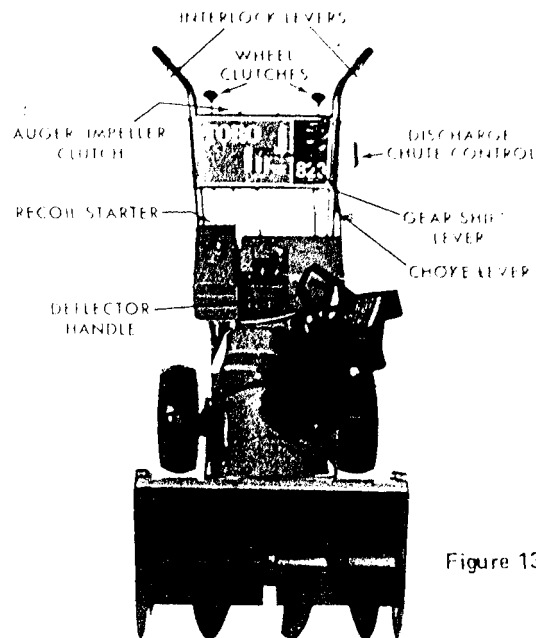 INTERLOCK LEVERS
WHEEL
CLUTCHES
AUGER IMPELLER
CLUTCH
TORO
823
DISCHARGE
CHUTE CONTROL
RECOIL STARTER
GEAR SHIFT
LEVER
CHOKE LEVER
DEFLECTOR
HANDLE
Figure 13